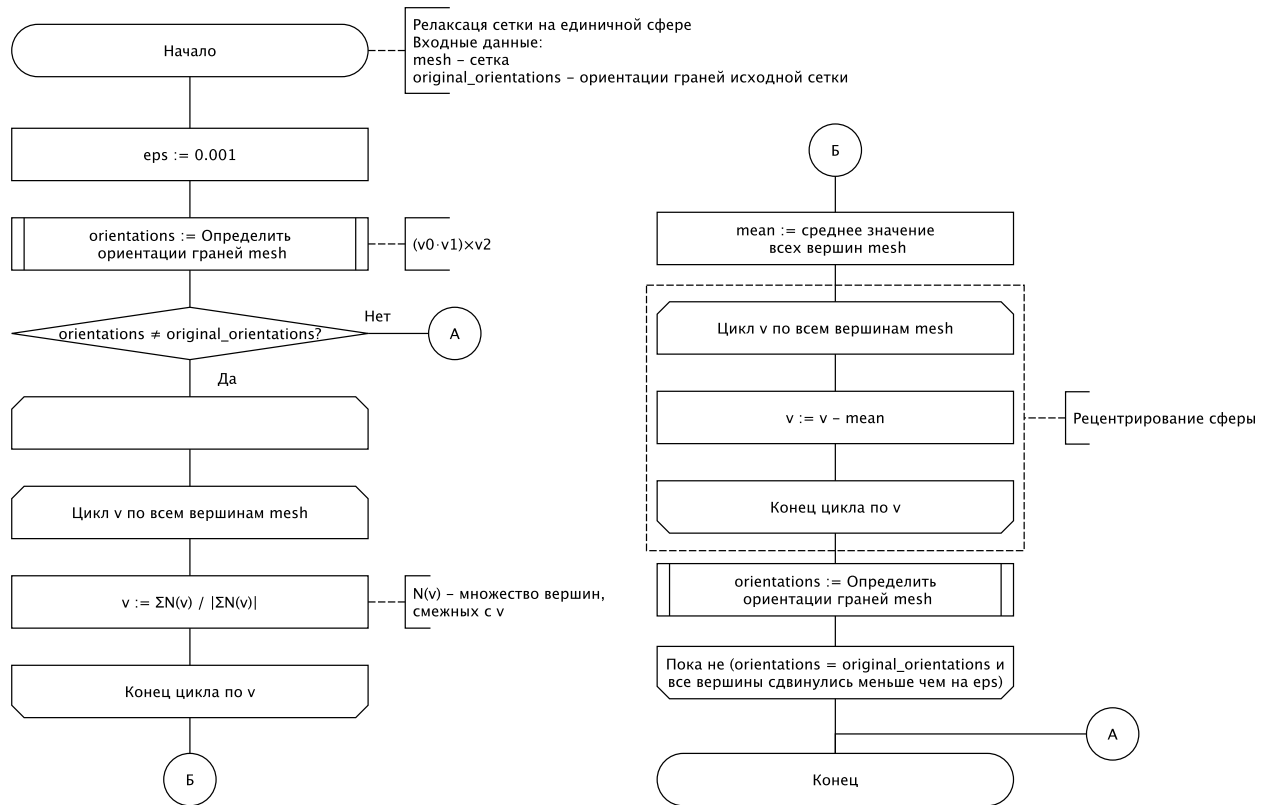 Начало
Релаксаця сетки на единичной сфере
Входные данные:
mesh – сетка
original_orientations – ориентации граней исходной сетки
eps := 0.001
orientations := Определить
ориентации граней mesh
(v0·v1)×v2
orientations ≠ original_orientations?
Нет
А
Да
Цикл v по всем вершинам mesh
v := ΣN(v) / |ΣN(v)|
N(v) – множество вершин,
смежных с v
Конец цикла по v
Б
Б
mean := среднее значение
всех вершин mesh
Цикл v по всем вершинам mesh
v := v – mean
Рецентрирование сферы
Конец цикла по v
orientations := Определить
ориентации граней mesh
Пока не (orientations = original_orientations и
все вершины сдвинулись меньше чем на eps)
А
Конец